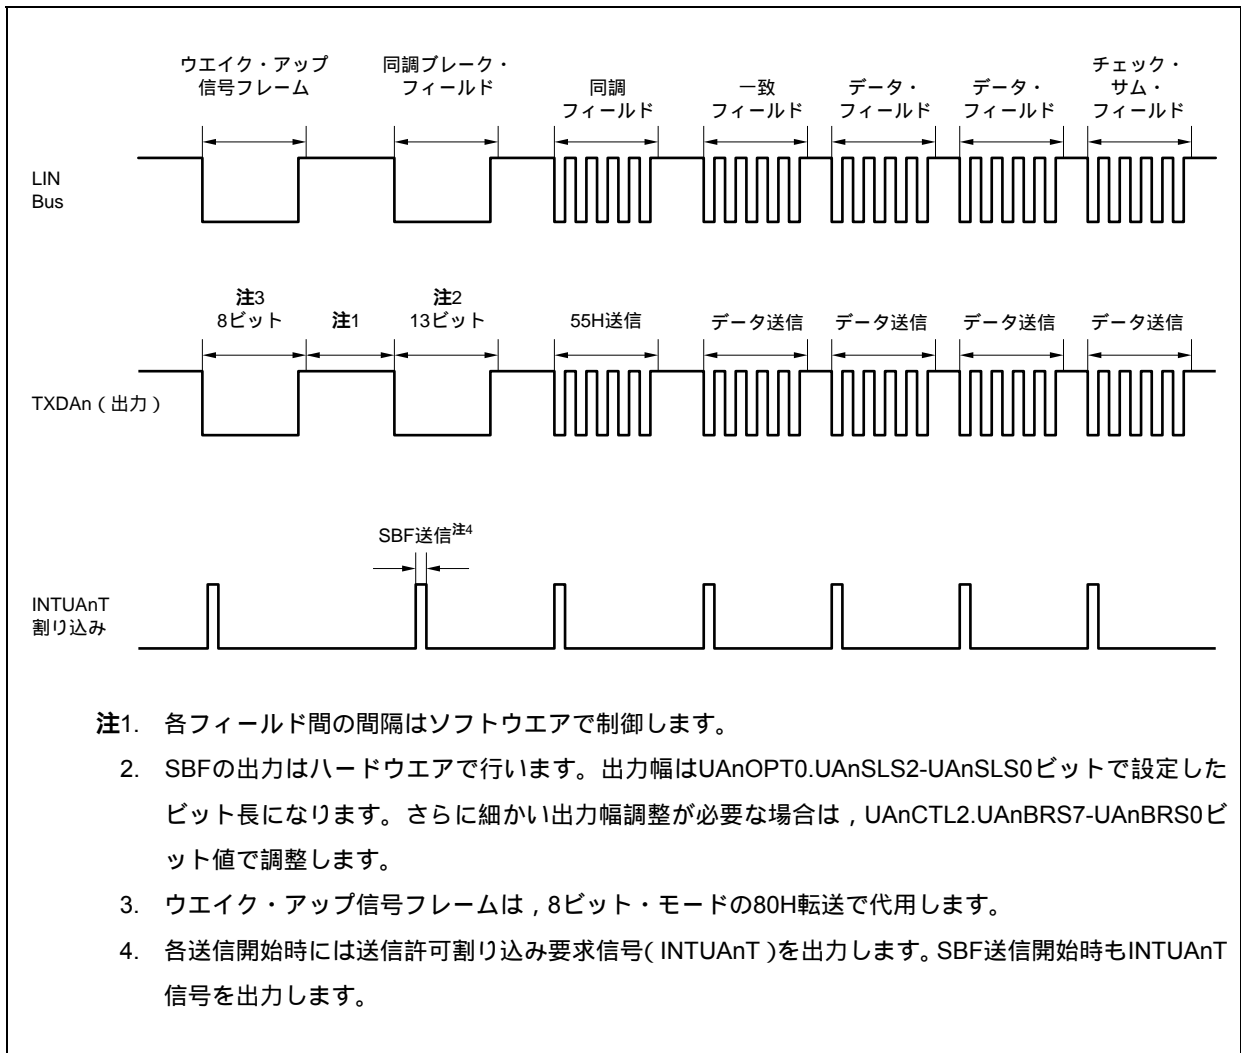 ウエイク・アップ
信号フレーム
同調ブレーク・
フィールド
同調
フィールド
一致
フィールド
データ・
フィールド
データ・
フィールド
チェック・
サム・
フィールド
LIN
Bus
注3
8ビット
注1
注2
13ビット
55H送信
データ送信
データ送信
データ送信
データ送信
TXDAn（出力）
SBF送信注4
INTUAnT
割り込み
注1. 各フィールド間の間隔はソフトウエアで制御します。
2. SBFの出力はハードウエアで行います。出力幅はUAnOPT0.UAnSLS2-UAnSLS0ビットで設定した
ビット長になります。さらに細かい出力幅調整が必要な場合は，UAnCTL2.UAnBRS7-UAnBRS0ビ
ット値で調整します。
3. ウエイク・アップ信号フレームは，8ビット・モードの80H転送で代用します。
4. 各送信開始時には送信許可割り込み要求信号（INTUAnT）を出力します。SBF送信開始時もINTUAnT
信号を出力します。